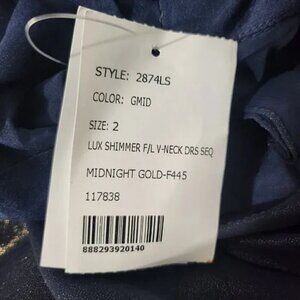 STYLE: 2874LS
COLOR: GMID
SIZE: 2
LUX SHIMMER F/L V-NECK DRS SEQ
MIDNIGHT GOLD-F445
117838
888293920140